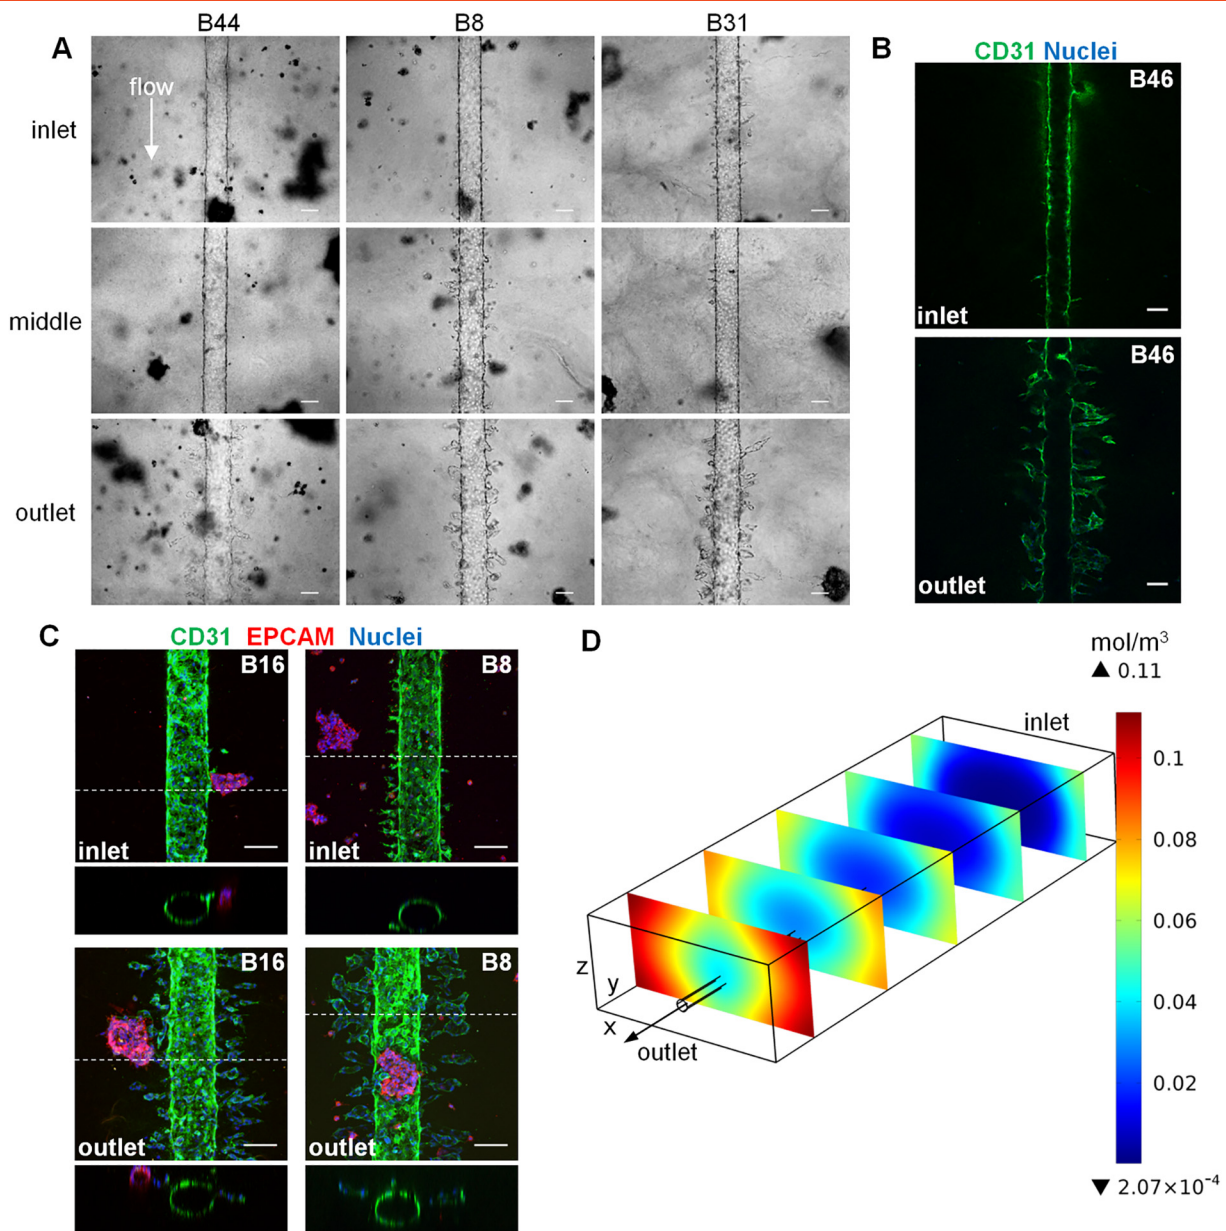 A
B44
B8
B31
flow
inlet
middle
outlet
B
CD31 Nuclei
B46
inlet
B46
outlet
C
CD31 EPCAM Nuclei
B16
inlet
B8
inlet
B16
outlet
B8
outlet
D
mol/m³
▲ 0.11
inlet
0.1
0.08
0.06
0.04
0.02
z
y
x
outlet
▼ 2.07×10⁻⁴